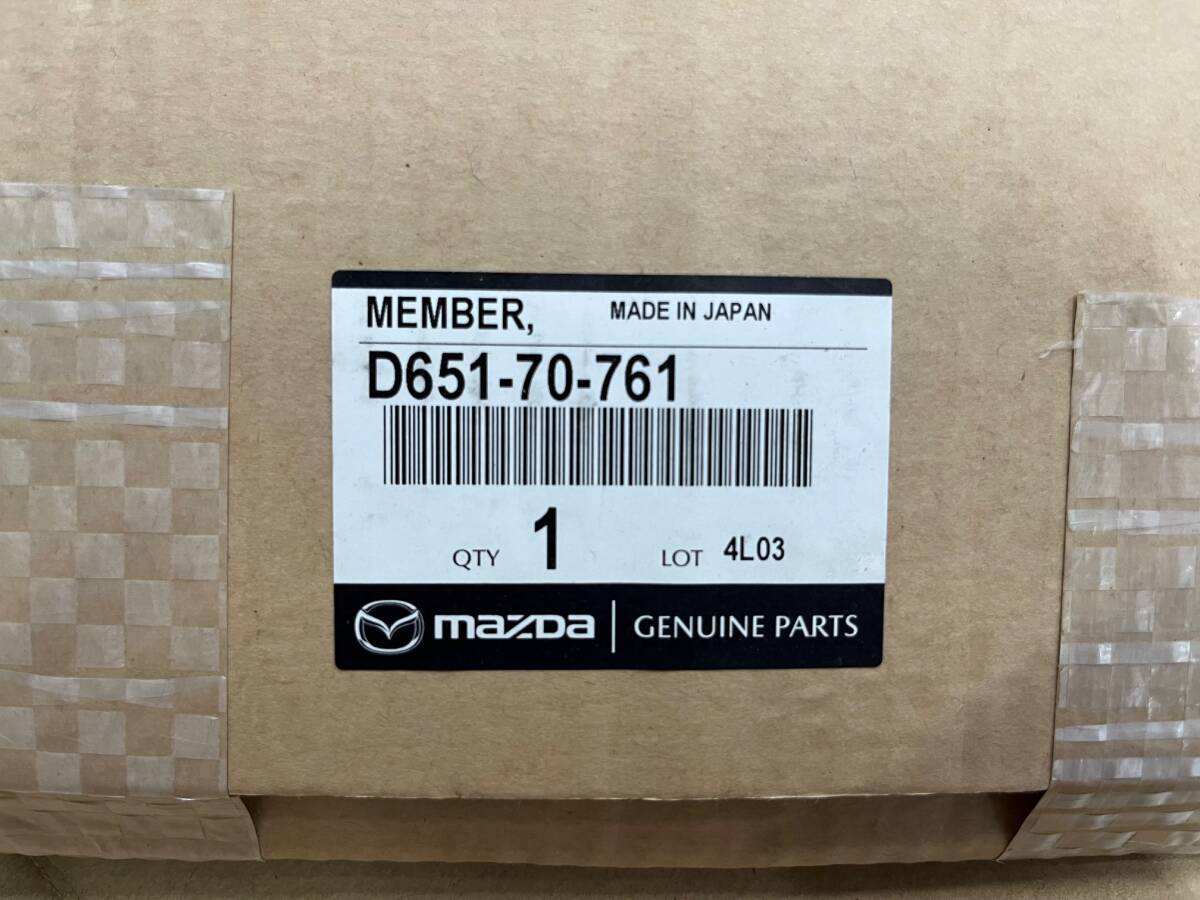 MEMBER, MADE IN JAPAN
D651-70-761
QTY 1 LOT 4L03
mazda GENUINE PARTS